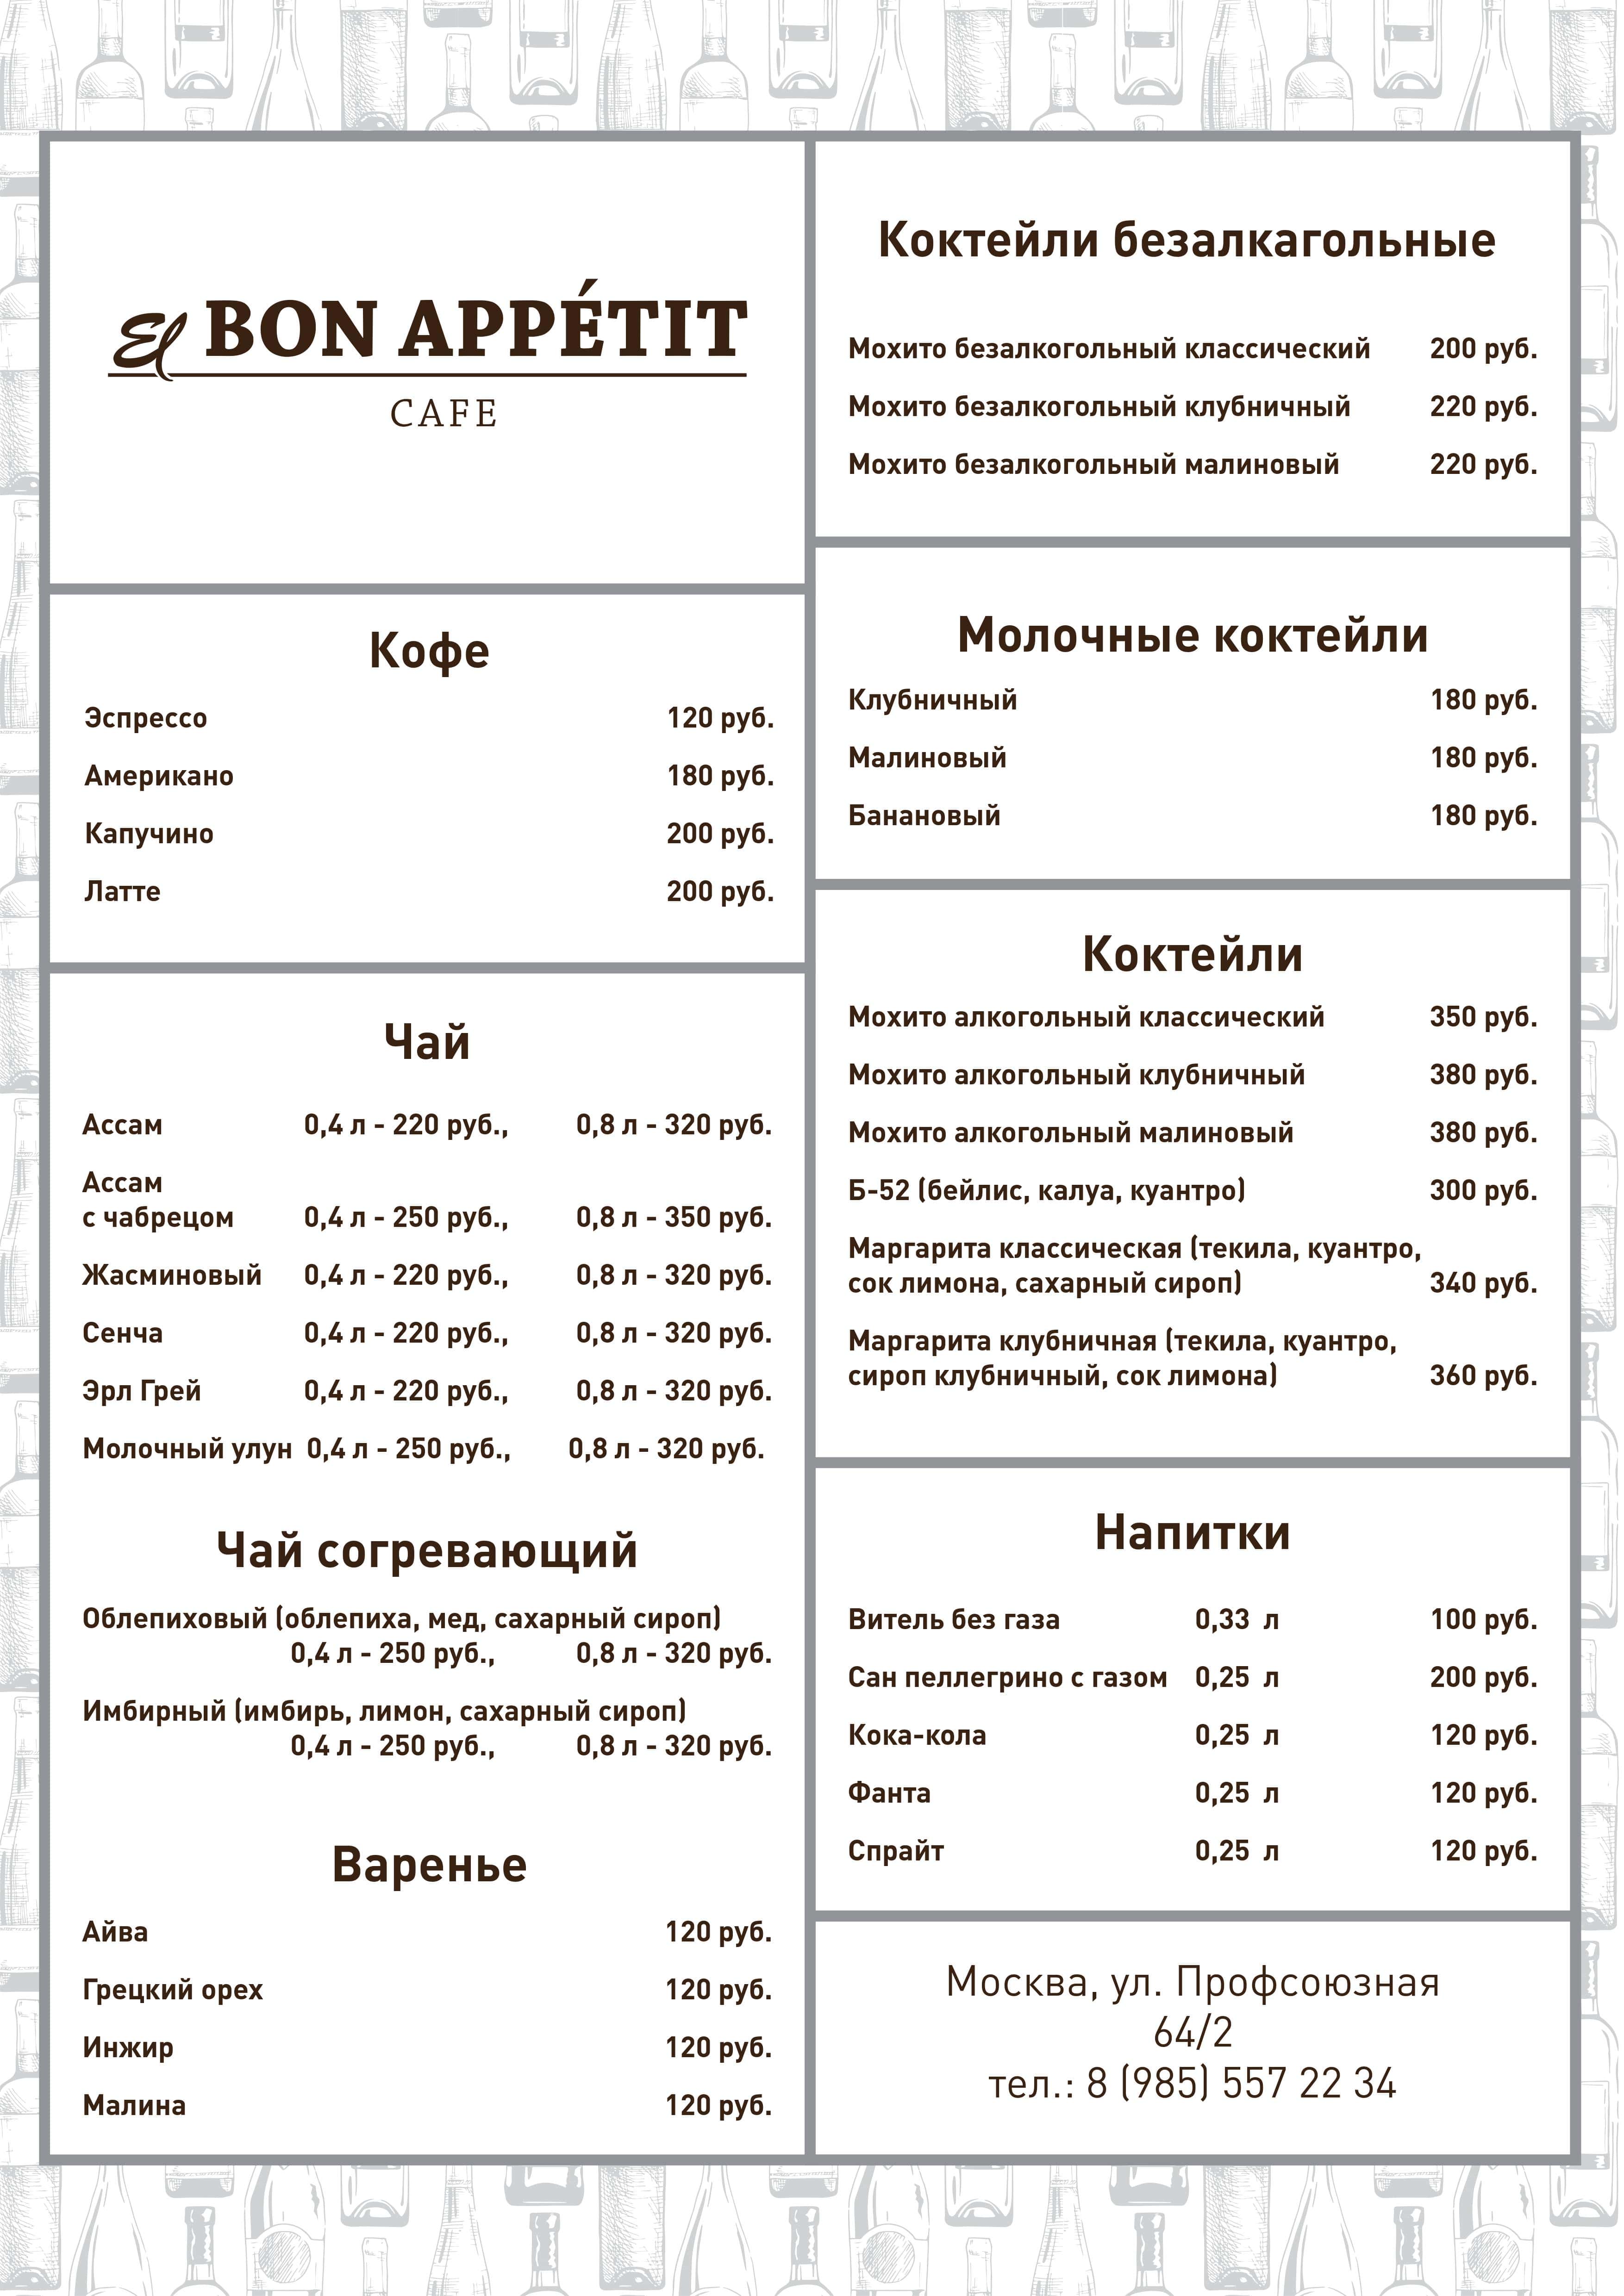 El BON APPÉTIT
CAFE
Кофе
Эспрессо 120 руб.
Американо 180 руб.
Капучино 200 руб.
Латте 200 руб.
Чай
Ассам 0,4 л - 220 руб., 0,8 л - 320 руб.
Ассам
с чабрецом 0,4 л - 250 руб., 0,8 л - 350 руб.
Жасминовый 0,4 л - 220 руб., 0,8 л - 320 руб.
Сенча 0,4 л - 220 руб., 0,8 л - 320 руб.
Эрл Грей 0,4 л - 220 руб., 0,8 л - 320 руб.
Молочный улун 0,4 л - 250 руб., 0,8 л - 320 руб.
Чай согревающий
Облепиховый (облепиха, мед, сахарный сироп)
0,4 л - 250 руб., 0,8 л - 320 руб.
Имбирный (имбирь, лимон, сахарный сироп)
0,4 л - 250 руб., 0,8 л - 320 руб.
Варенье
Айва 120 руб.
Грецкий орех 120 руб.
Инжир 120 руб.
Малина 120 руб.
Коктейли безалкагольные
Мохито безалкогольный классический 200 руб.
Мохито безалкогольный клубничный 220 руб.
Мохито безалкогольный малиновый 220 руб.
Молочные коктейли
Клубничный 180 руб.
Малиновый 180 руб.
Банановый 180 руб.
Коктейли
Мохито алкогольный классический 350 руб.
Мохито алкогольный клубничный 380 руб.
Мохито алкогольный малиновый 380 руб.
Б-52 (бейлис, калуа, куантро) 300 руб.
Маргарита классическая (текила, куантро,
сок лимона, сахарный сироп) 340 руб.
Маргарита клубничная (текила, куантро,
сироп клубничный, сок лимона) 360 руб.
Напитки
Витель без газа 0,33 л 100 руб.
Сан пеллегрино с газом 0,25 л 200 руб.
Кока-кола 0,25 л 120 руб.
Фанта 0,25 л 120 руб.
Спрайт 0,25 л 120 руб.
Москва, ул. Профсоюзная
64/2
тел.: 8 (985) 557 22 34